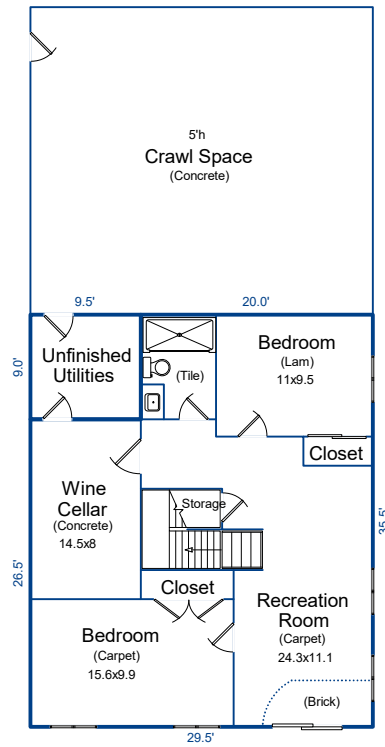 5'h
Crawl Space
(Concrete)
9.5'
20.0'
9.0'
Unfinished
Utilities
(Tile)
Bedroom
(Lam)
11x9.5
Closet
Wine
Cellar
(Concrete)
14.5x8
Storage
35.5'
26.5'
Closet
Bedroom
(Carpet)
15.6x9.9
Recreation
Room
(Carpet)
24.3x11.1
(Brick)
29.5'